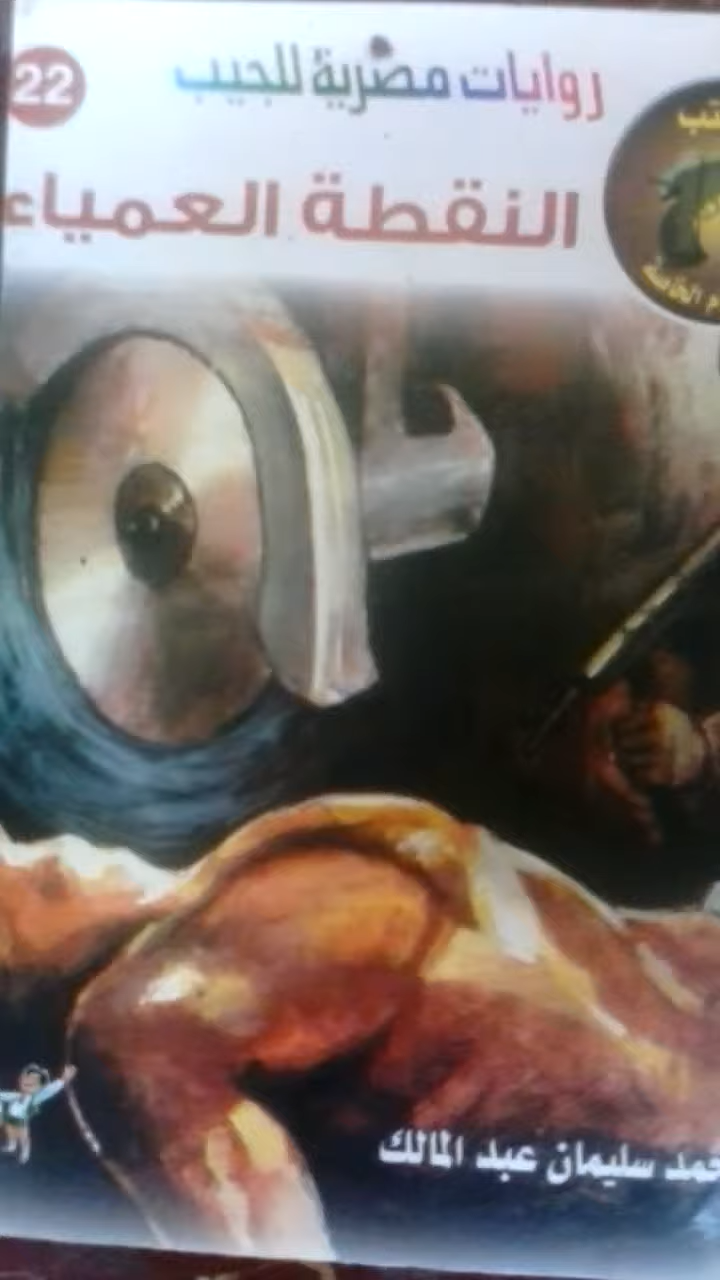 روايات مصرية للجيب
22
النقطة العمياء
سليمان عبد المالك